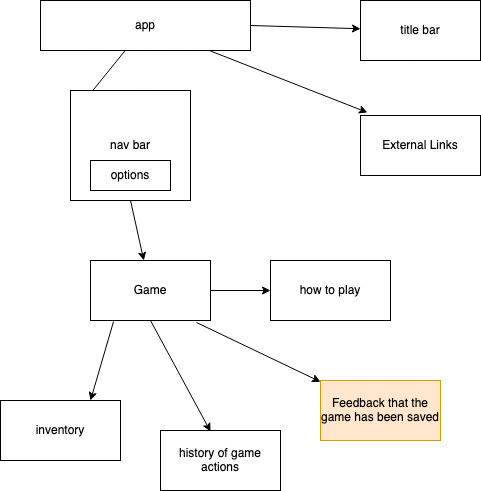 app
title bar
nav bar
External Links
options
Game
how to play
Feedback that the
game has been saved
inventory
history of game
actions